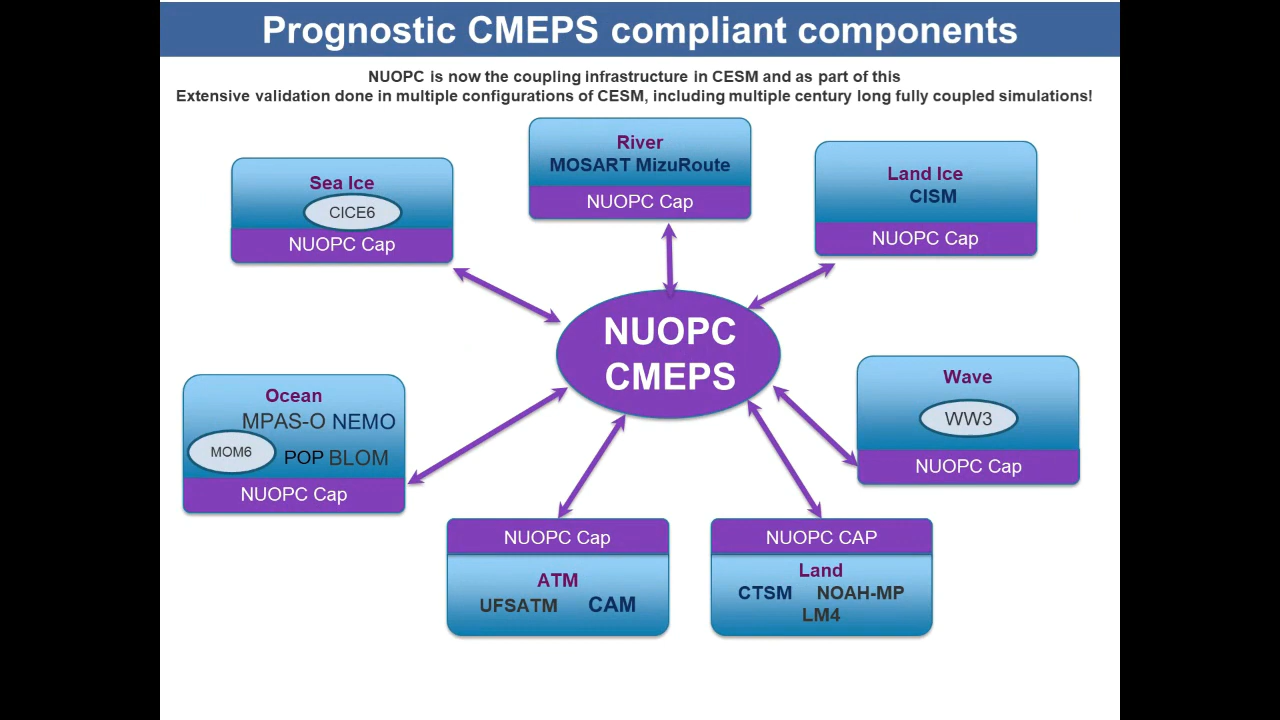 Prognostic CMEPS compliant components
NUOPC is now the coupling infrastructure in CESM and as part of this
Extensive validation done in multiple configurations of CESM, including multiple century long fully coupled simulations!
River
MOSART MizuRoute
NUOPC Cap
Sea Ice
CICE6
NUOPC Cap
Land Ice
CISM
NUOPC Cap
NUOPC
CMEPS
Ocean
MPAS-O NEMO
MOM6 POP BLOM
NUOPC Cap
Wave
WW3
NUOPC Cap
NUOPC Cap
ATM
UFSATM CAM
NUOPC CAP
Land
CTSM NOAH-MP
LM4